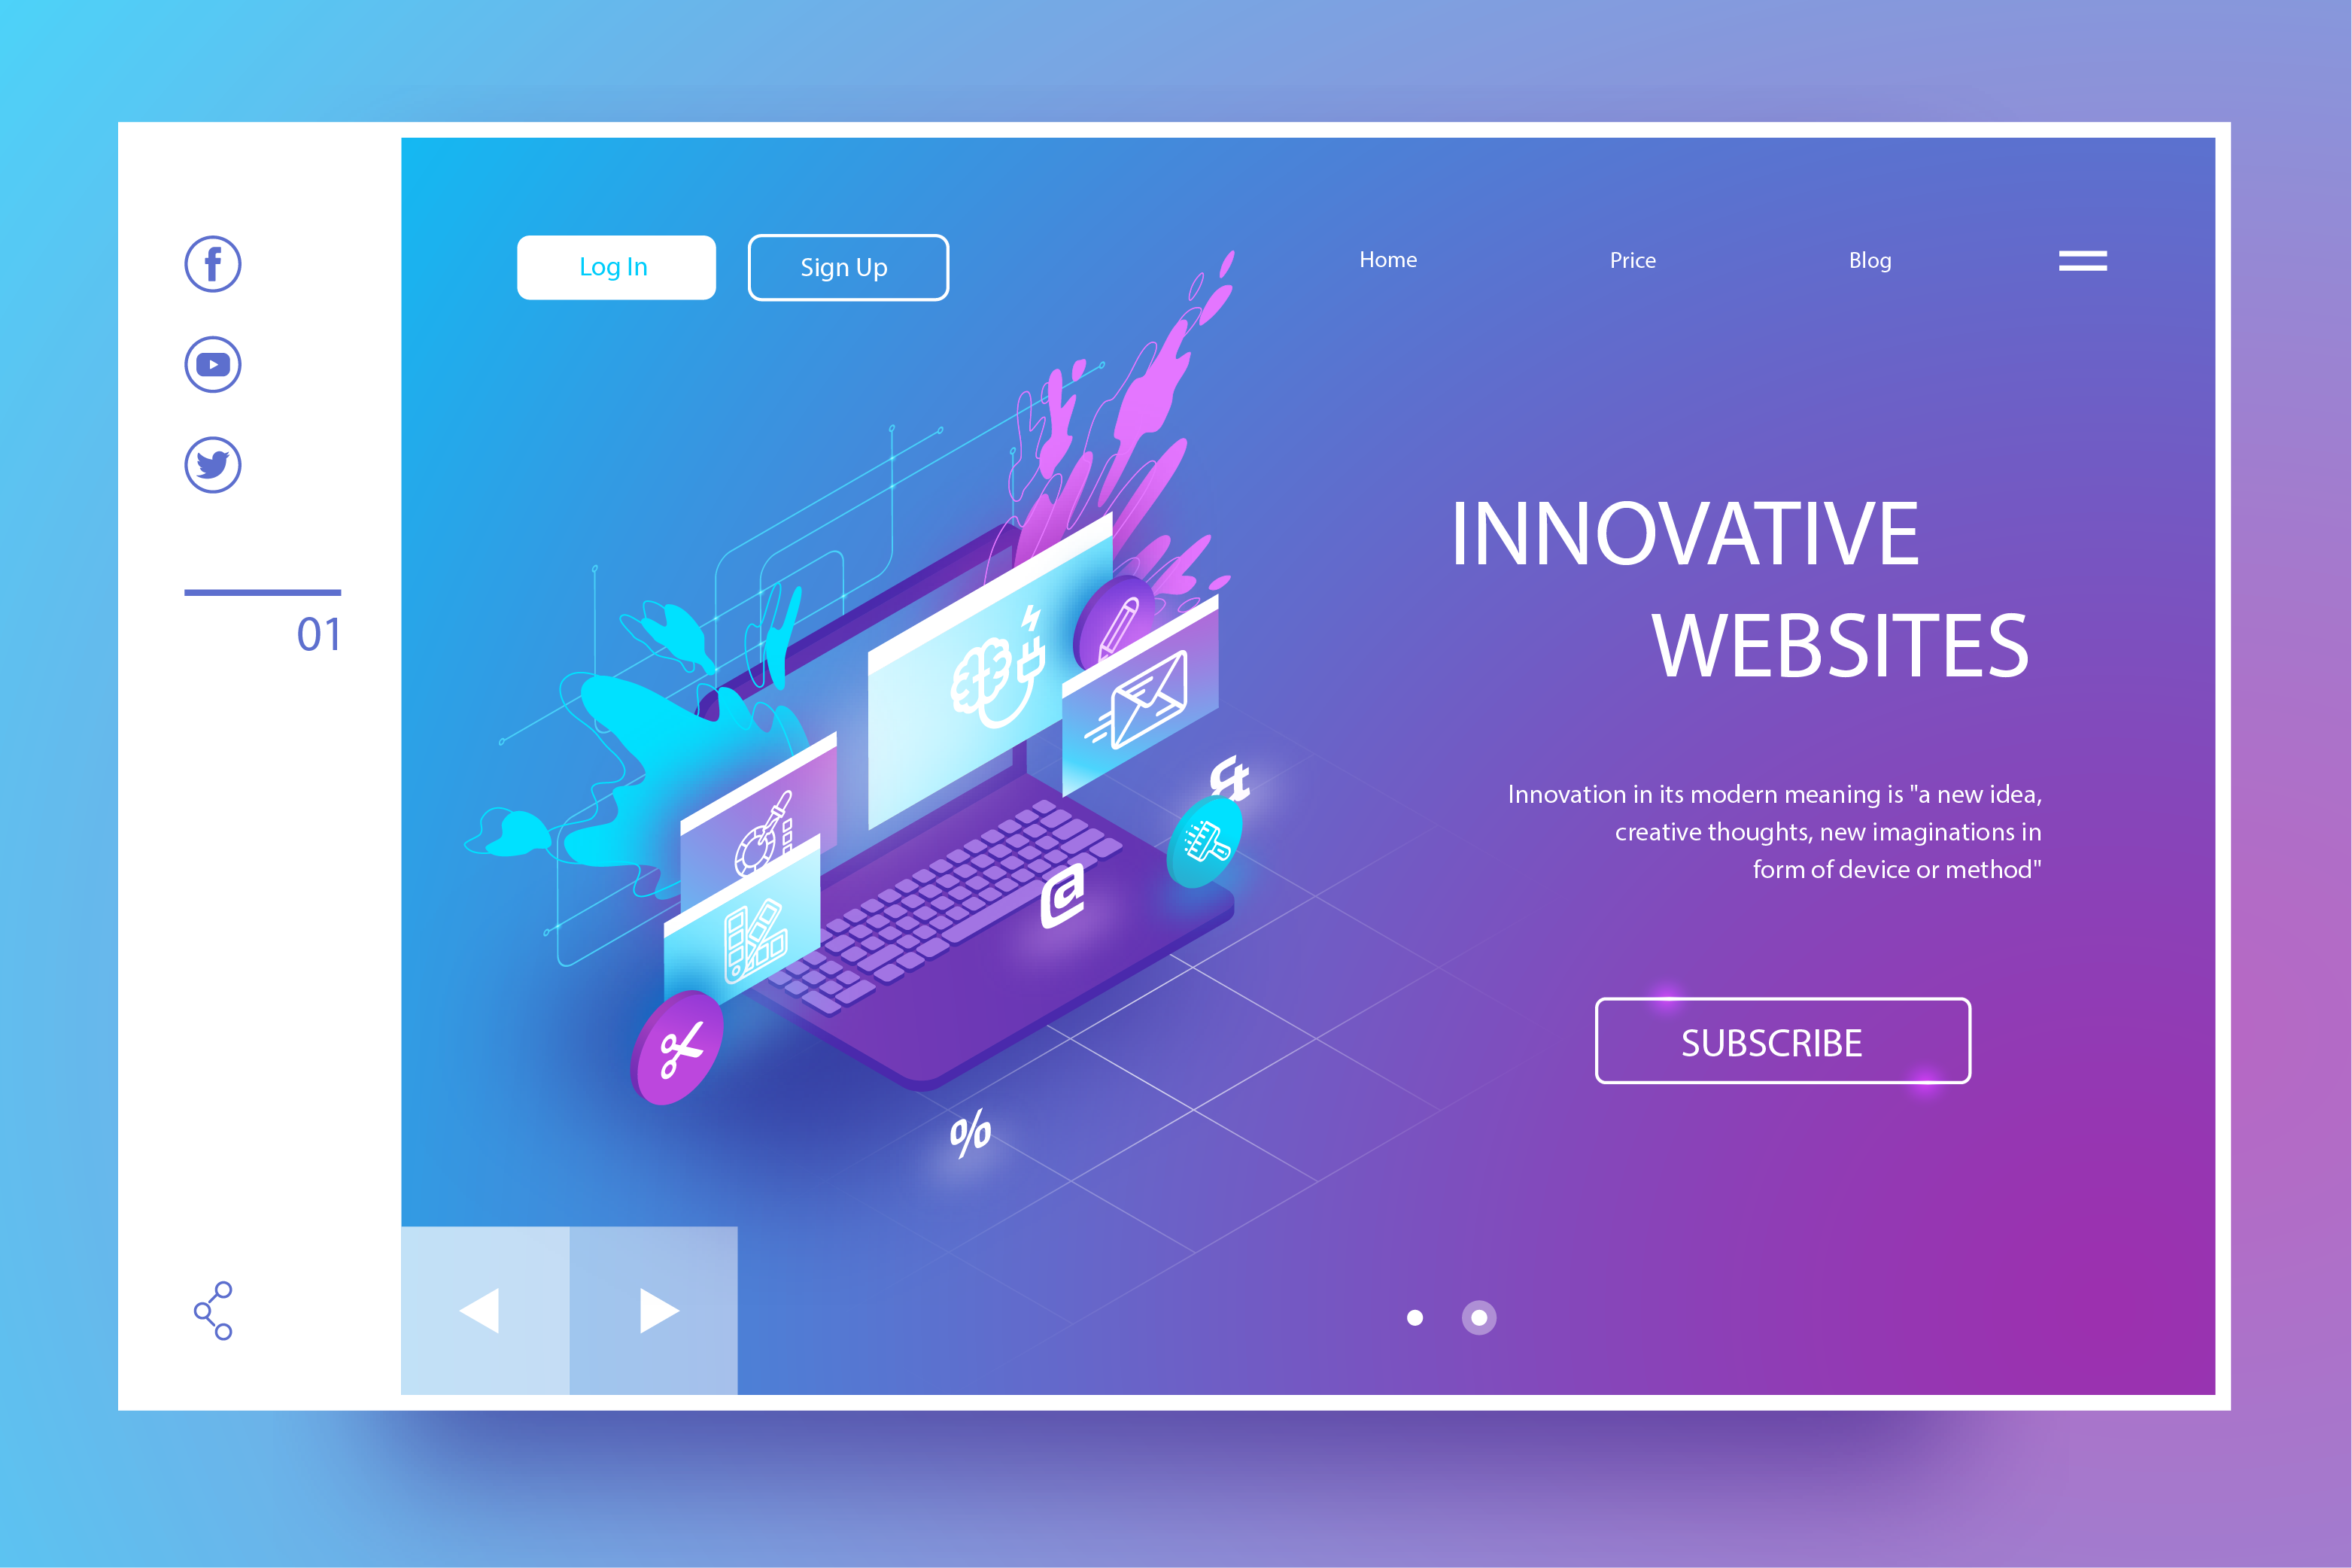 Log In
Sign Up
Home
Price
Blog
01
INNOVATIVE
WEBSITES
Innovation in its modern meaning is "a new idea,
creative thoughts, new imaginations in
form of device or method"
SUBSCRIBE
&
@
%